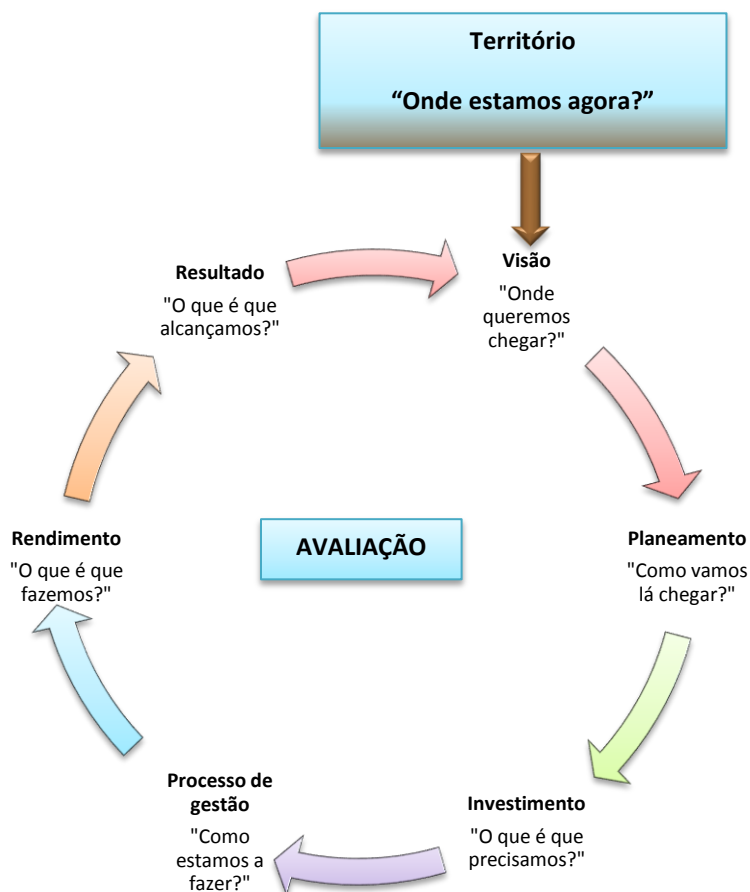 Território
“Onde estamos agora?”
Visão
"Onde
queremos
chegar?"
Planeamento
"Como vamos
lá chegar?"
Investimento
"O que é que
precisamos?"
Processo de
gestão
"Como
estamos a
fazer?"
Rendimento
"O que é que
fazemos?"
Resultado
"O que é que
alcançamos?"
AVALIAÇÃO